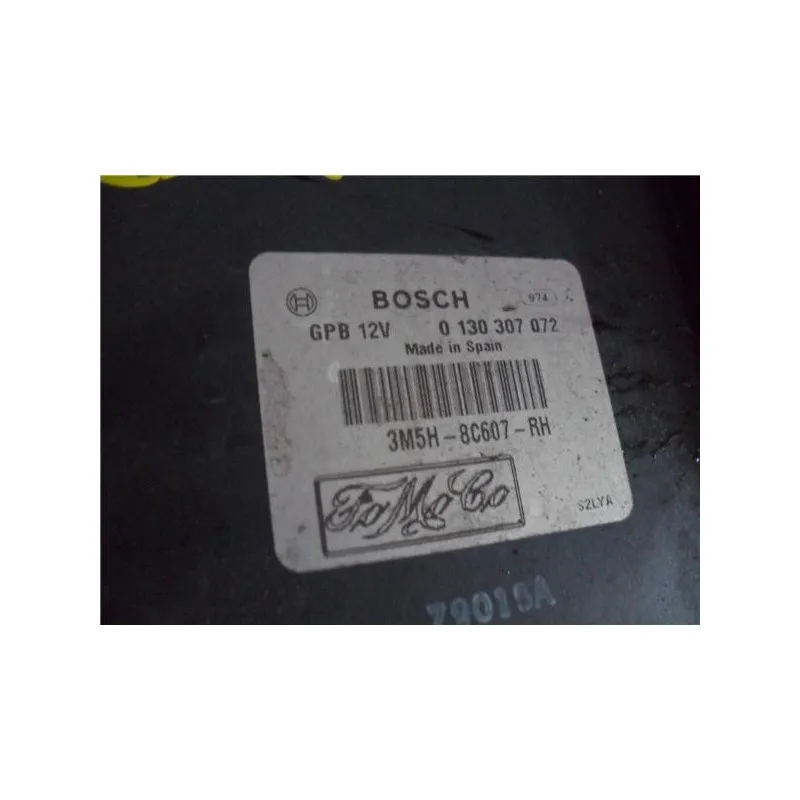 BOSCH 974
GPB 12V 0 130 307 072
Made in Spain
3M5H-8C607-RH
FoMoCo
S2LYA
79016A